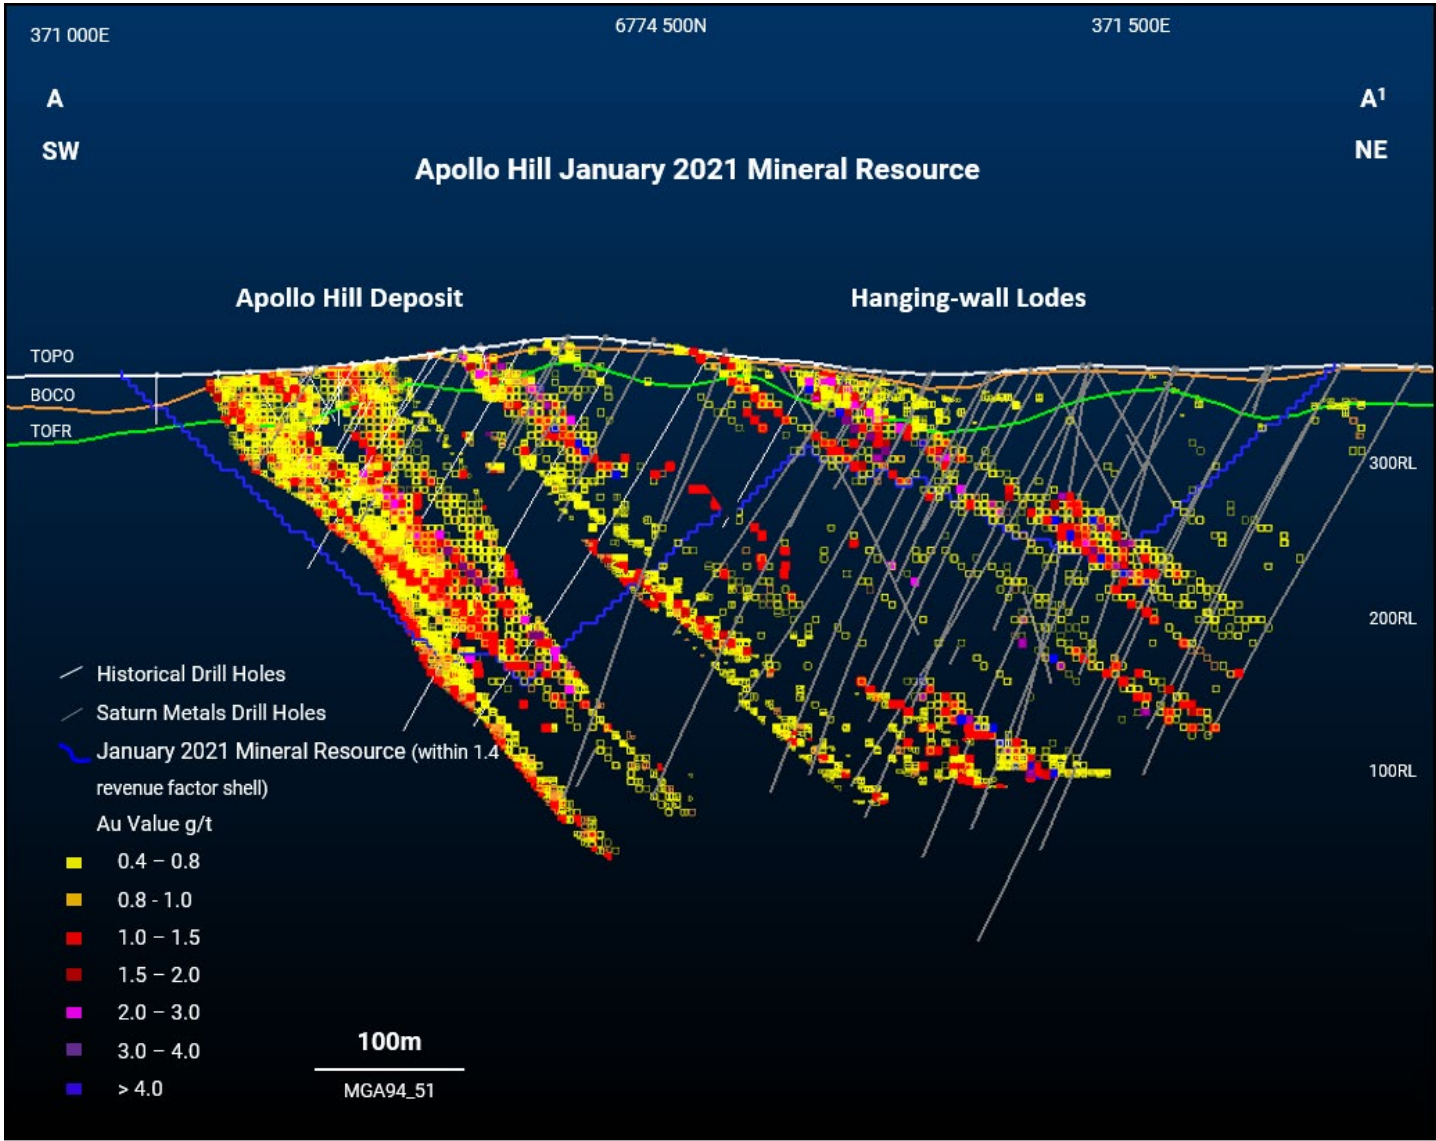 371 000E
6774 500N
371 500E
A
A¹
SW
NE
Apollo Hill January 2021 Mineral Resource
Apollo Hill Deposit
Hanging-wall Lodes
TOPO
BOCO
TOFR
300RL
200RL
100RL
Historical Drill Holes
Saturn Metals Drill Holes
January 2021 Mineral Resource (within 1.4
revenue factor shell)
Au Value g/t
0.4 – 0.8
0.8 - 1.0
1.0 – 1.5
1.5 – 2.0
2.0 – 3.0
3.0 – 4.0
> 4.0
100m
MGA94_51